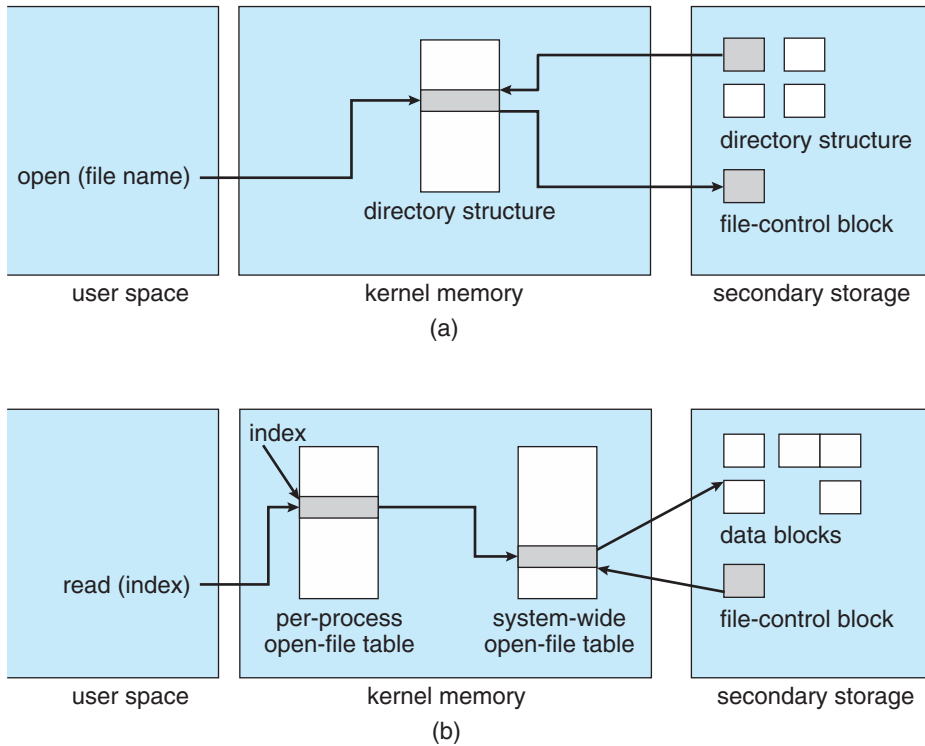 directory structure
open (file name)
directory structure
file-control block
user space
kernel memory
secondary storage
(a)
index
data blocks
read (index)
per-process
open-file table
system-wide
open-file table
file-control block
user space
kernel memory
secondary storage
(b)